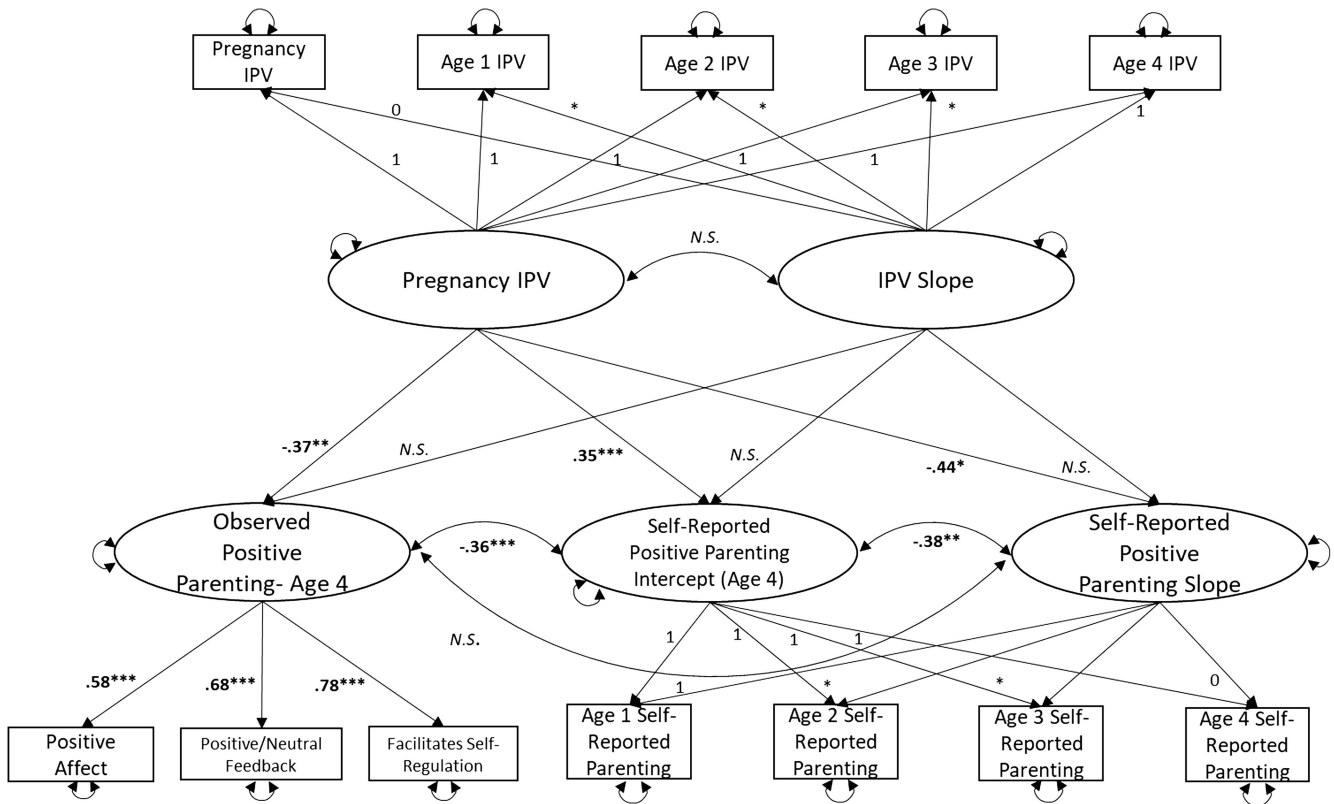 Pregnancy
IPV
Age 1 IPV
Age 2 IPV
Age 3 IPV
Age 4 IPV
0
*
*
*
1
1
1
1
1
1
N.S.
Pregnancy IPV
IPV Slope
-.37**
N.S.
.35***
N.S.
-.44*
N.S.
Observed
Positive
Parenting- Age 4
Self-Reported
Positive Parenting
Intercept (Age 4)
Self-Reported
Positive
Parenting Slope
-.36***
-.38**
N.S.
1
1
1
1
.58***
.68***
.78***
1
*
*
0
Positive
Affect
Positive/Neutral
Feedback
Facilitates Self-
Regulation
Age 1 Self-
Reported
Parenting
Age 2 Self-
Reported
Parenting
Age 3 Self-
Reported
Parenting
Age 4 Self-
Reported
Parenting